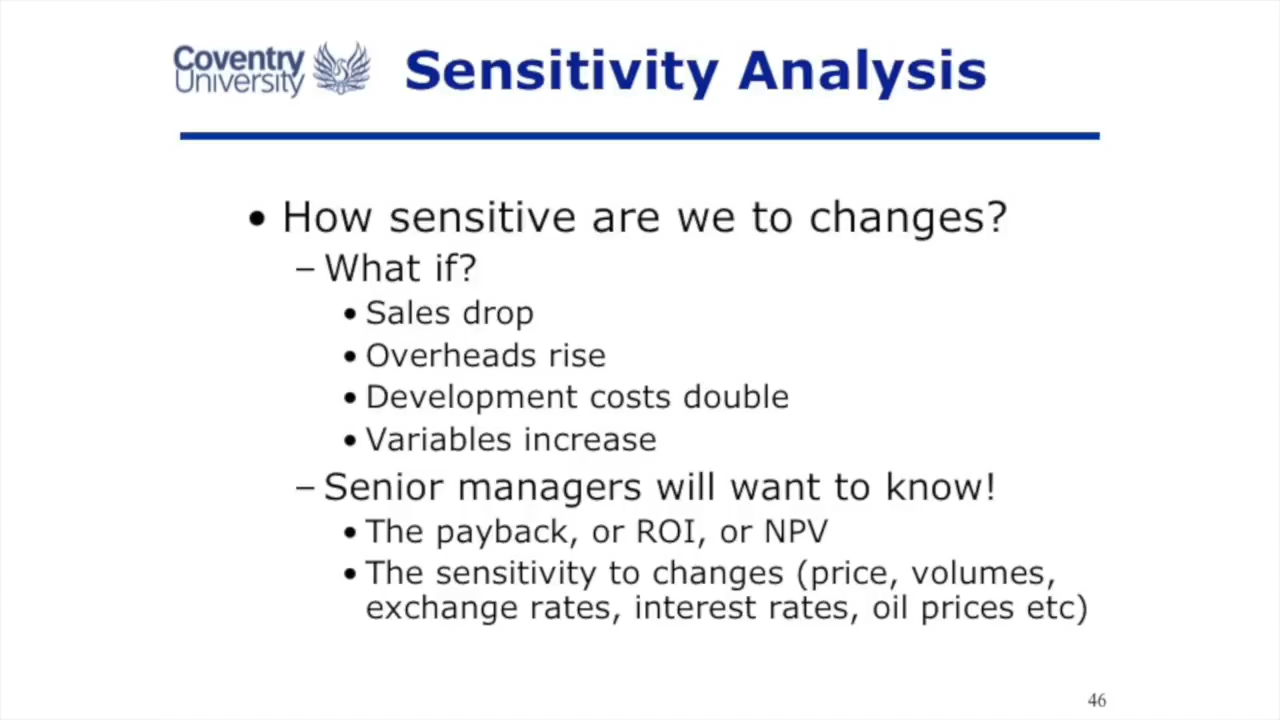 Coventry
University
Sensitivity Analysis
• How sensitive are we to changes?
– What if?
• Sales drop
• Overheads rise
• Development costs double
• Variables increase
– Senior managers will want to know!
• The payback, or ROI, or NPV
• The sensitivity to changes (price, volumes,
exchange rates, interest rates, oil prices etc)
46